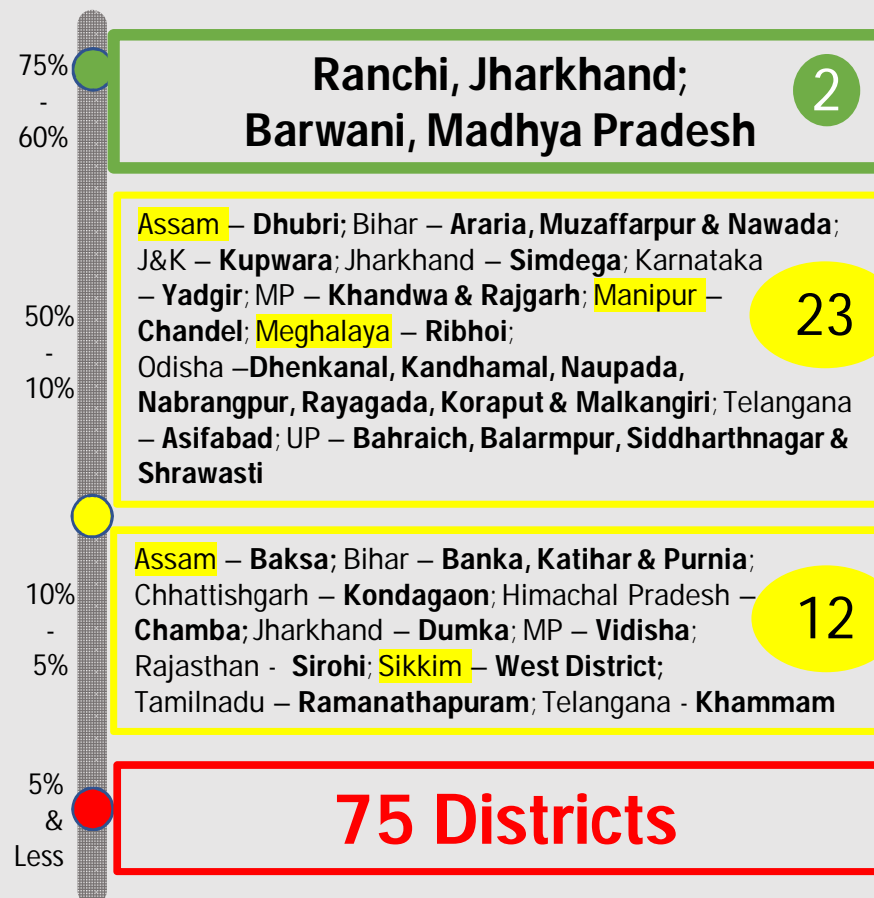 75%
-
60%
Ranchi, Jharkhand;
Barwani, Madhya Pradesh
2
50%
-
10%
Assam – Dhubri; Bihar – Araria, Muzaffarpur & Nawada;
J&K – Kupwara; Jharkhand – Simdega; Karnataka
– Yadgir; MP – Khandwa & Rajgarh; Manipur –
Chandel; Meghalaya – Ribhoi;
Odisha –Dhenkanal, Kandhamal, Naupada,
Nabrangpur, Rayagada, Koraput & Malkangiri; Telangana
– Asifabad; UP – Bahraich, Balarmpur, Siddharthnagar &
Shrawasti
23
10%
-
5%
Assam – Baksa; Bihar – Banka, Katihar & Purnia;
Chhattishgarh – Kondagaon; Himachal Pradesh –
Chamba; Jharkhand – Dumka; MP – Vidisha;
Rajasthan - Sirohi; Sikkim – West District;
Tamilnadu – Ramanathapuram; Telangana - Khammam
12
5%
&
Less
75 Districts